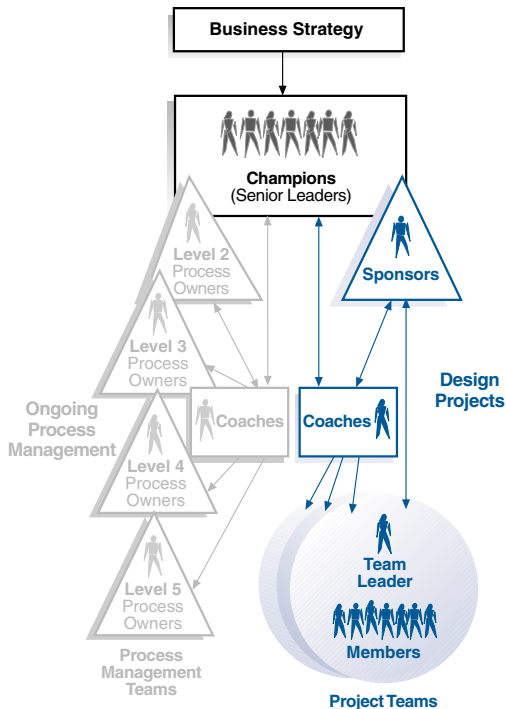 Business Strategy
Champions
(Senior Leaders)
Level 2
Process
Owners
Sponsors
Level 3
Process
Owners
Design
Projects
Ongoing
Process
Management
Coaches
Coaches
Level 4
Process
Owners
Team
Leader
Level 5
Process
Owners
Members
Process
Management
Teams
Project Teams